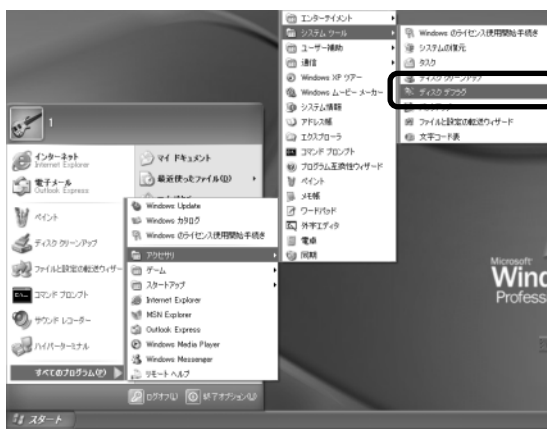 1
インターネット
Internet Explorer
電子メール
Outlook Express
ペイント
ディスク クリーンアップ
ファイルと設定の転送ウィザー
コマンド プロンプト
サウンド レコーダー
ハイパーターミナル
すべてのプログラム(P)
マイ ドキュメント
最近使ったファイル(D)
Windows Update
Windows カタログ
Windows のライセンス使用開始手続き
アクセサリ
ゲーム
スタートアップ
Internet Explorer
MSN Explorer
Outlook Express
Windows Media Player
Windows Messenger
リモート ヘルプ
エンターテイメント
システム ツール
ユーザー補助
通信
Windows XP ツアー
Windows ムービー メーカー
システム情報
アドレス帳
エクスプローラ
コマンド プロンプト
プログラム互換性ウィザード
ペイント
メモ帳
ワードパッド
外字エディタ
電卓
同期
Windows のライセンス使用開始手続き
システムの復元
タスク
ディスク クリーンアップ
ディスク デフラグ
ファイルと設定の転送ウィザード
文字コード表
Microsoft
Wind
Profess
ログオフ(L)
終了オプション(U)
スタート